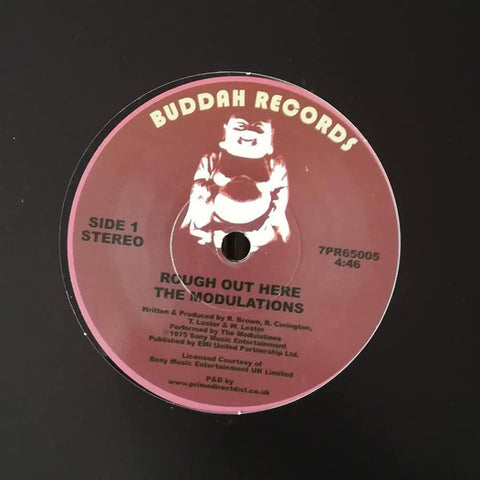 BUDDAH RECORDS
SIDE 1
STEREO
7PR65005
4:46
ROUGH OUT HERE
THE MODULATIONS
Written & Produced by R. Brown, R. Curington,
T. Lester & W. Lester
Performed by The Modulations
©1975 Sony Music Entertainment
Published by EMI United Partnership Ltd.
Licensed Courtesy of
Sony Music Entertainment UK Limited
P&D by
www.primedirectdist.co.uk